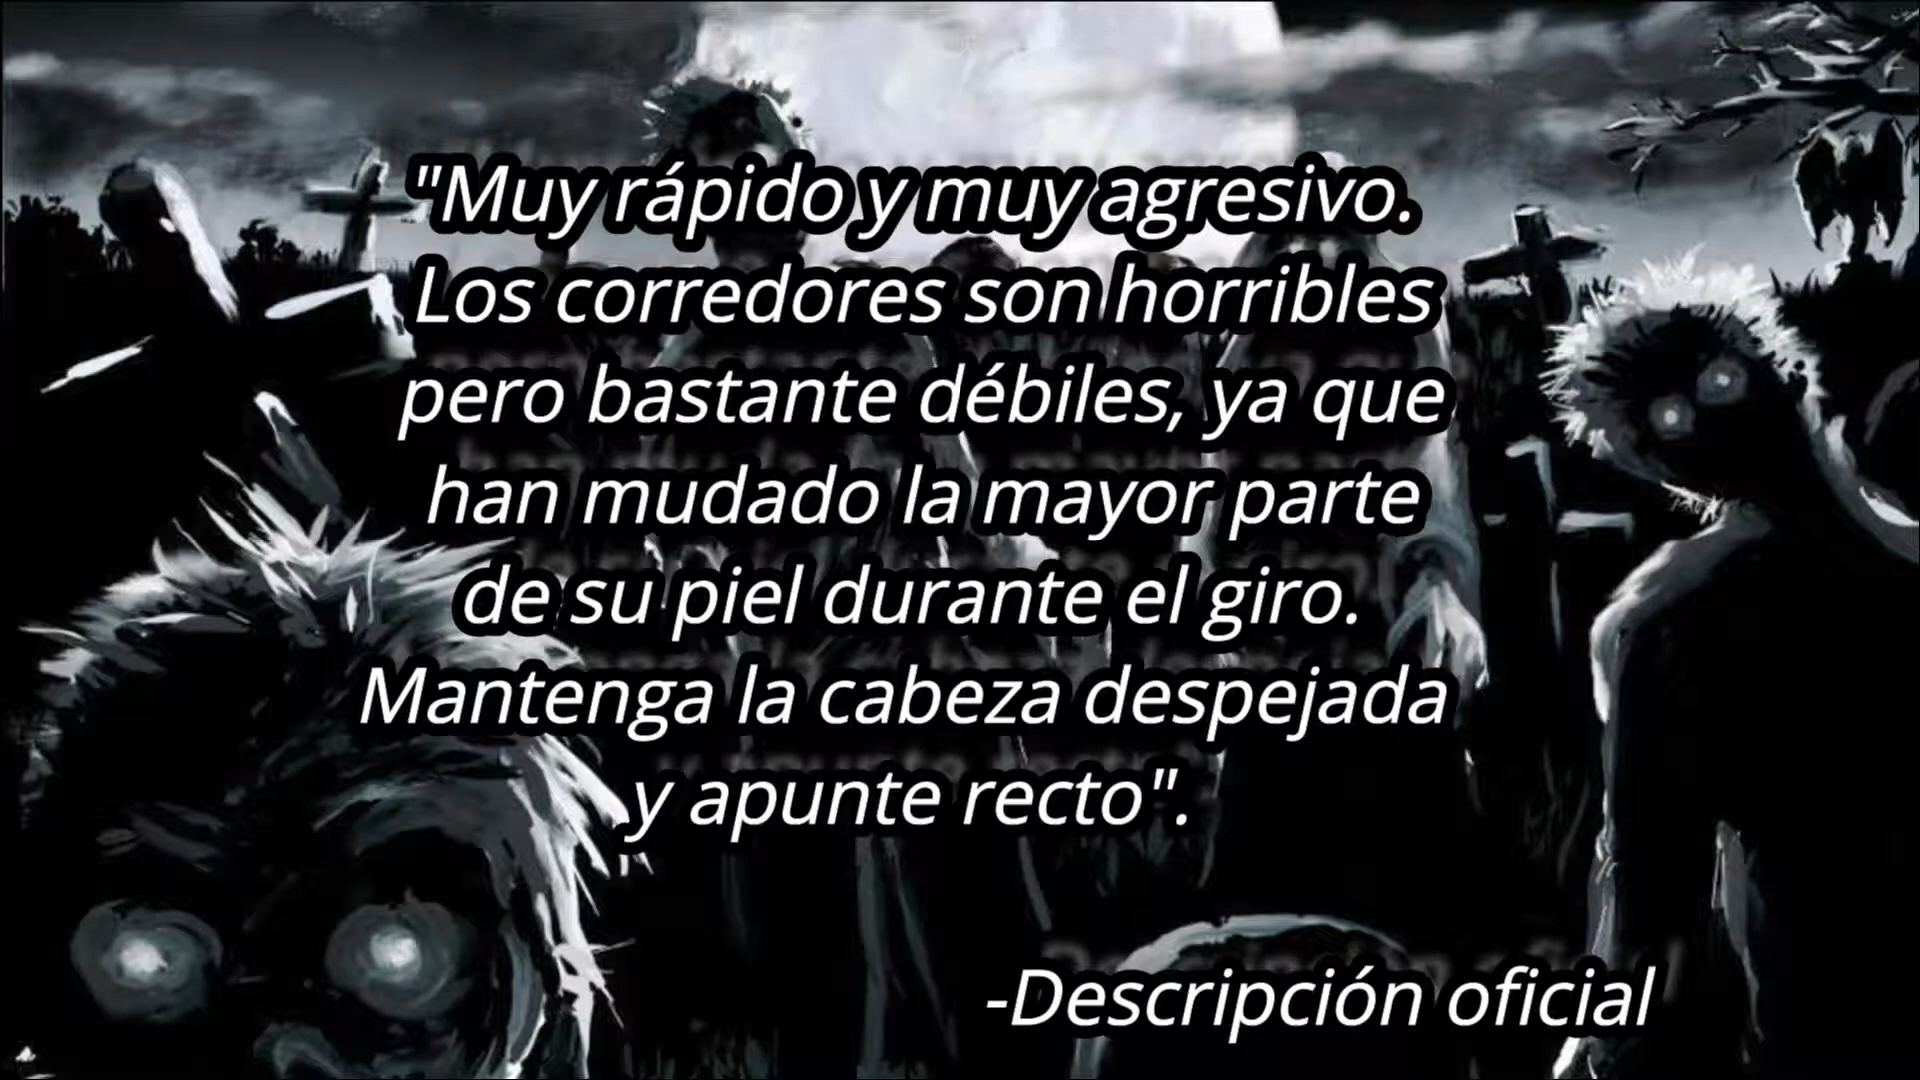 "Muy rápido y muy agresivo.
Los corredores son horribles
pero bastante débiles, ya que
han mudado la mayor parte
de su piel durante el giro.
Mantenga la cabeza despejada
y apunte recto".
-Descripción oficial